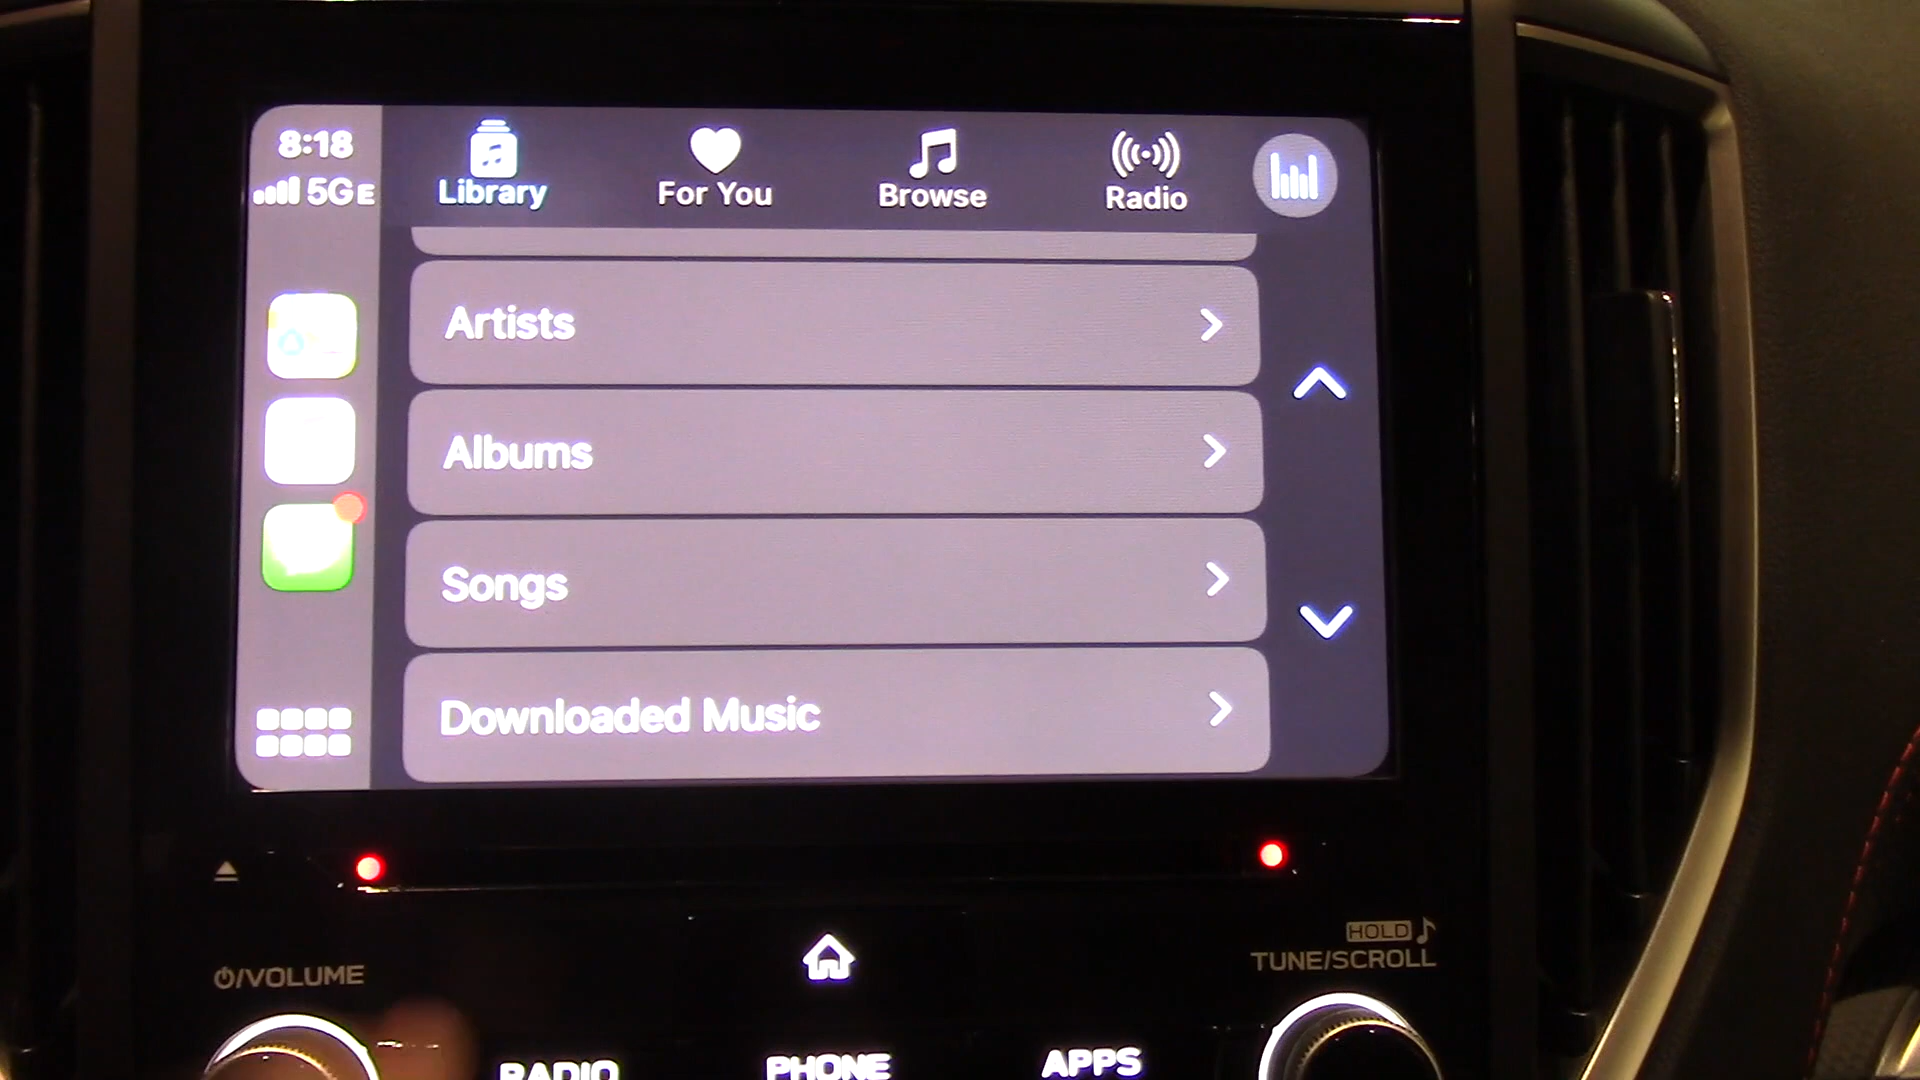 8:18
5GE
Library
For You
Browse
Radio
Artists
Albums
Songs
Downloaded Music
HOLD
/VOLUME
TUNE/SCROLL
RADIO
PHONE
APPS